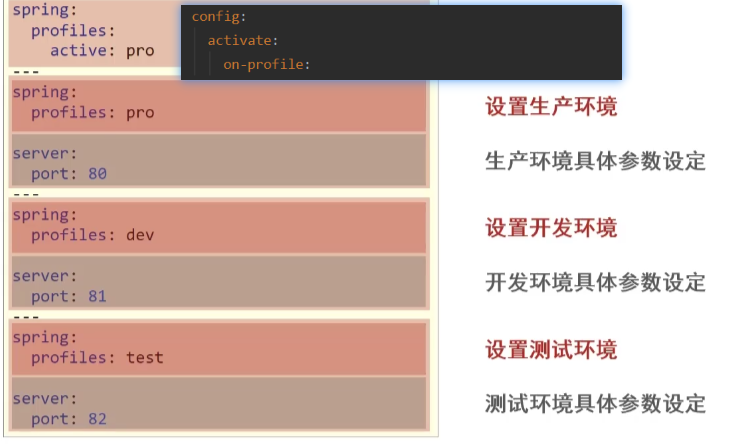 spring:
  profiles:
    active: pro
config:
  activate:
    on-profile:
---
spring:
  profiles: pro
设置生产环境
server:
  port: 80
生产环境具体参数设定
---
spring:
  profiles: dev
设置开发环境
server:
  port: 81
开发环境具体参数设定
---
spring:
  profiles: test
设置测试环境
server:
  port: 82
测试环境具体参数设定